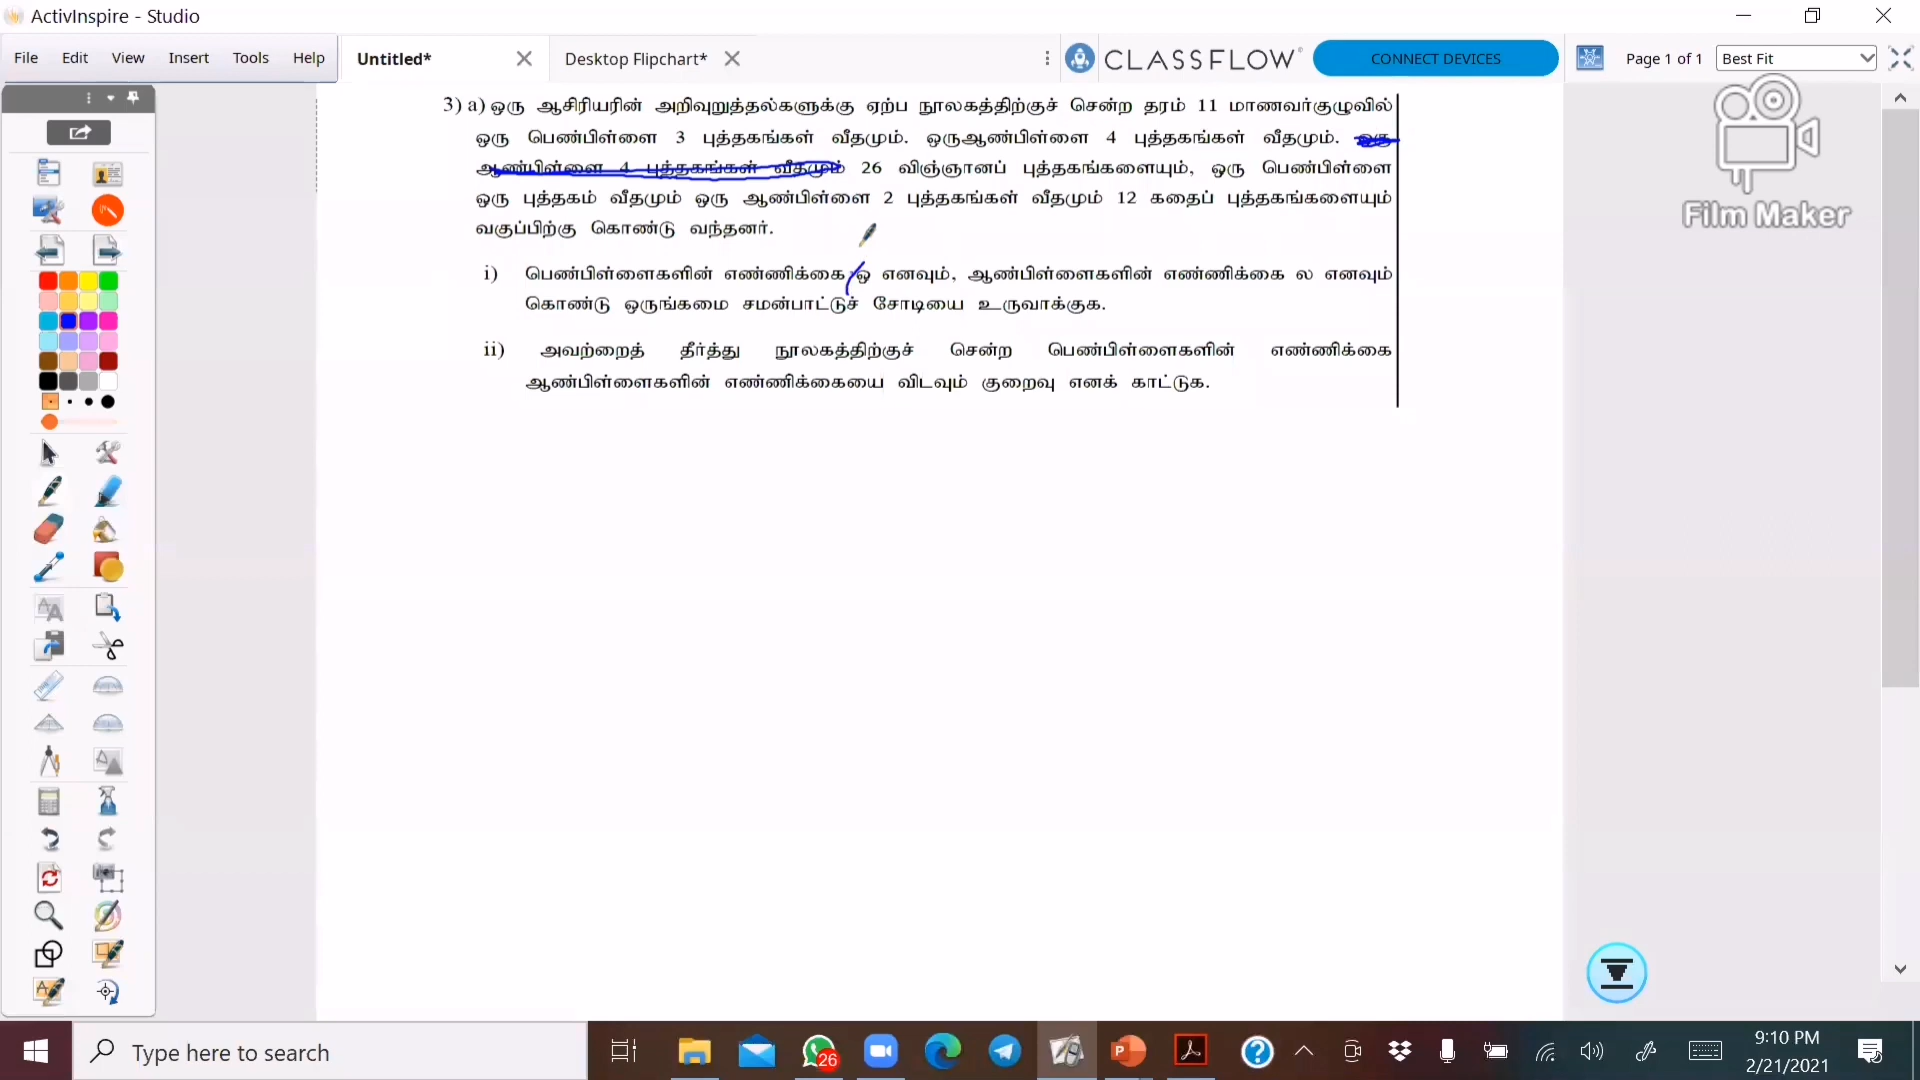 ActivInspire - Studio
File Edit View Insert Tools Help Untitled* Desktop Flipchart* CLASSFLOW CONNECT DEVICES Page 1 of 1 Best Fit
Film Maker
3) a) ஒரு ஆசிரியரின் அறிவுறுத்தல்களுக்கு ஏற்ப நூலகத்திற்குச் சென்ற தரம் 11 மாணவர்குழுவில்
ஒரு பெண்பிள்ளை 3 புத்தகங்கள் வீதமும். ஒருஆண்பிள்ளை 4 புத்தகங்கள் வீதமும். ஒரு
ஆண்பிள்ளை 4 புத்தகங்கள் வீதமும் 26 விஞ்ஞானப் புத்தகங்களையும், ஒரு பெண்பிள்ளை
ஒரு புத்தகம் வீதமும் ஒரு ஆண்பிள்ளை 2 புத்தகங்கள் வீதமும் 12 கதைப் புத்தகங்களையும்
வகுப்பிற்கு கொண்டு வந்தனர்.
i) பெண்பிள்ளைகளின் எண்ணிக்கை ஒ எனவும், ஆண்பிள்ளைகளின் எண்ணிக்கை ல எனவும்
கொண்டு ஒருங்கமை சமன்பாட்டுச் சோடியை உருவாக்குக.
ii) அவற்றைத் தீர்த்து நூலகத்திற்குச் சென்ற பெண்பிள்ளைகளின் எண்ணிக்கை
ஆண்பிள்ளைகளின் எண்ணிக்கையை விடவும் குறைவு எனக் காட்டுக.
Type here to search
26
9:10 PM
2/21/2021